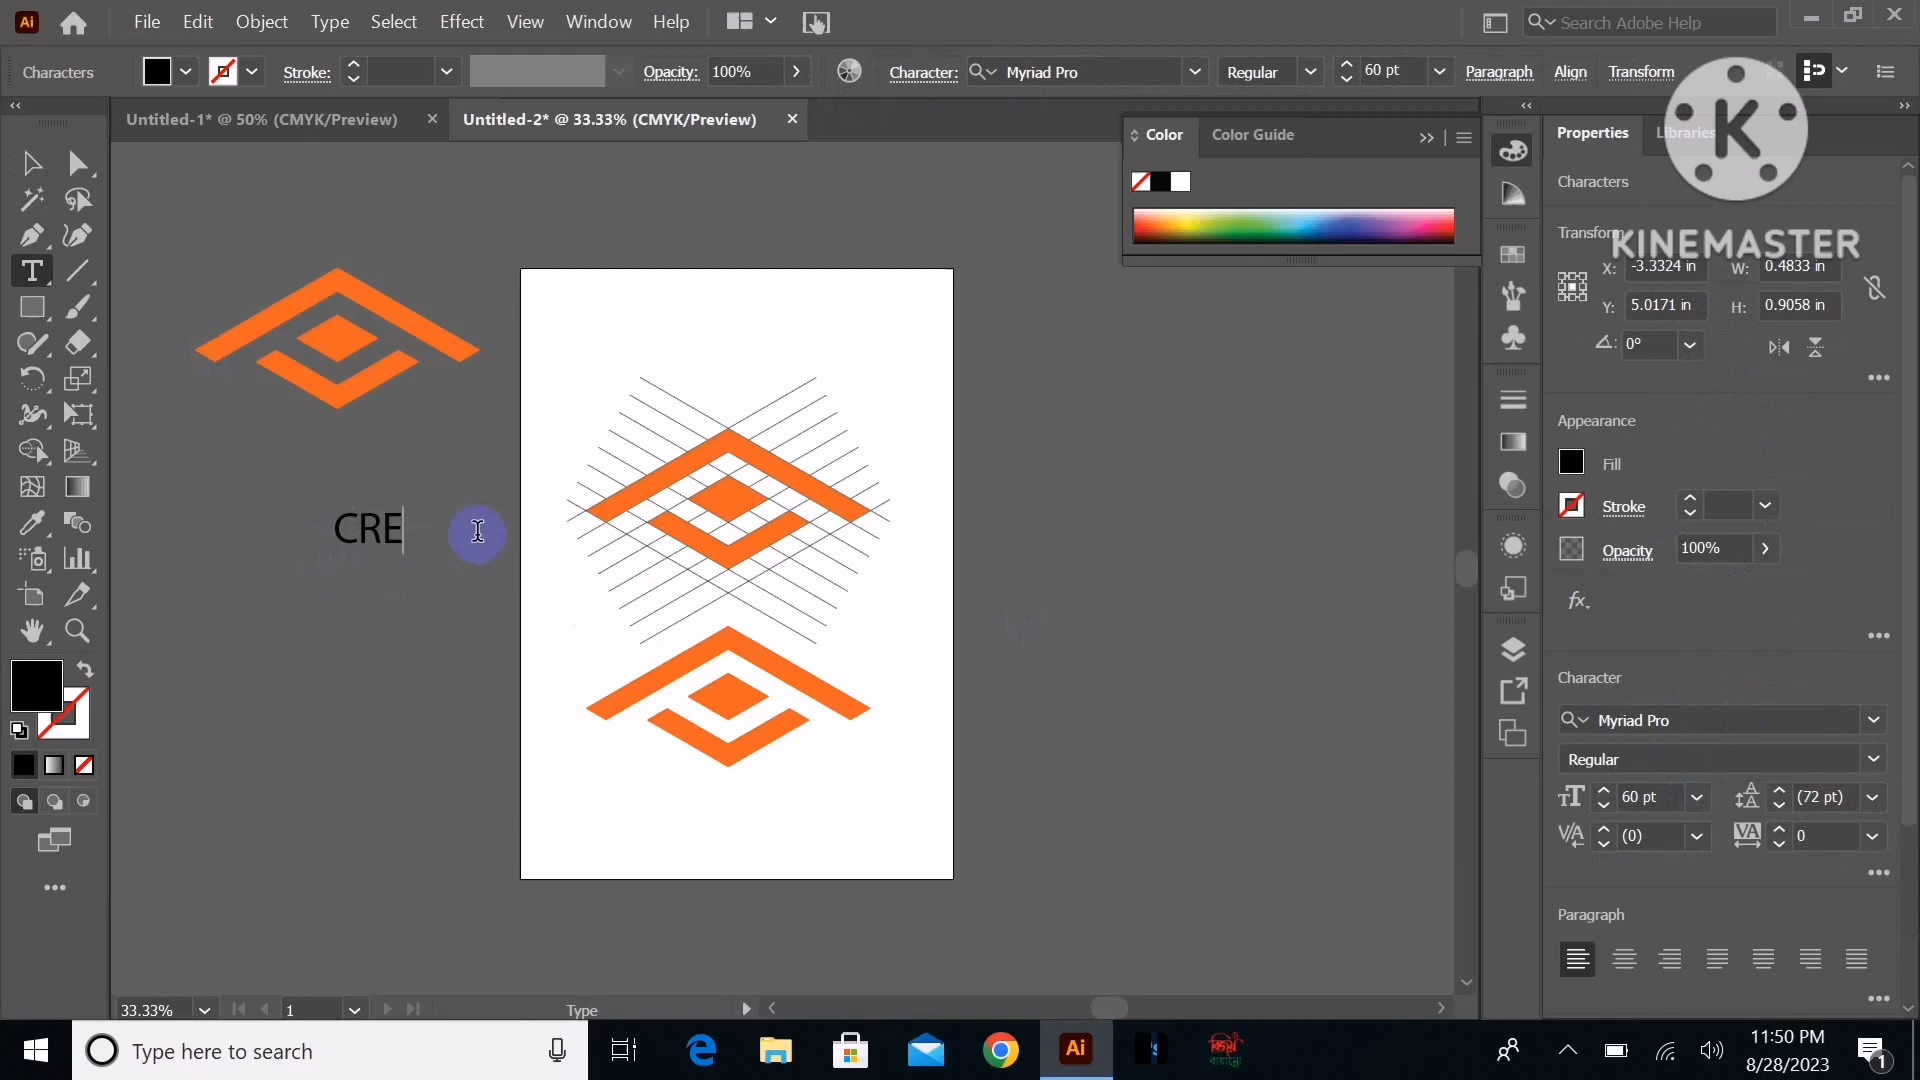 Ai File Edit Object Type Select Effect View Window Help Search Adobe Help
Characters Stroke: Opacity: 100% Character: Myriad Pro Regular 60 pt Paragraph Align Transform
Untitled-1* @ 50% (CMYK/Preview) Untitled-2* @ 33.33% (CMYK/Preview)
Color Color Guide
Properties Libraries
K
KINEMASTER
Characters
Transform
X: -3.3324 in W: 0.4833 in
Y: 5.0171 in H: 0.9058 in
0°
Appearance
Fill
Stroke
Opacity 100%
fx
CRE
Character
Myriad Pro
Regular
60 pt (72 pt)
(0) 0
Paragraph
33.33% 1 Type
Type here to search
Ai
11:50 PM
8/28/2023
1